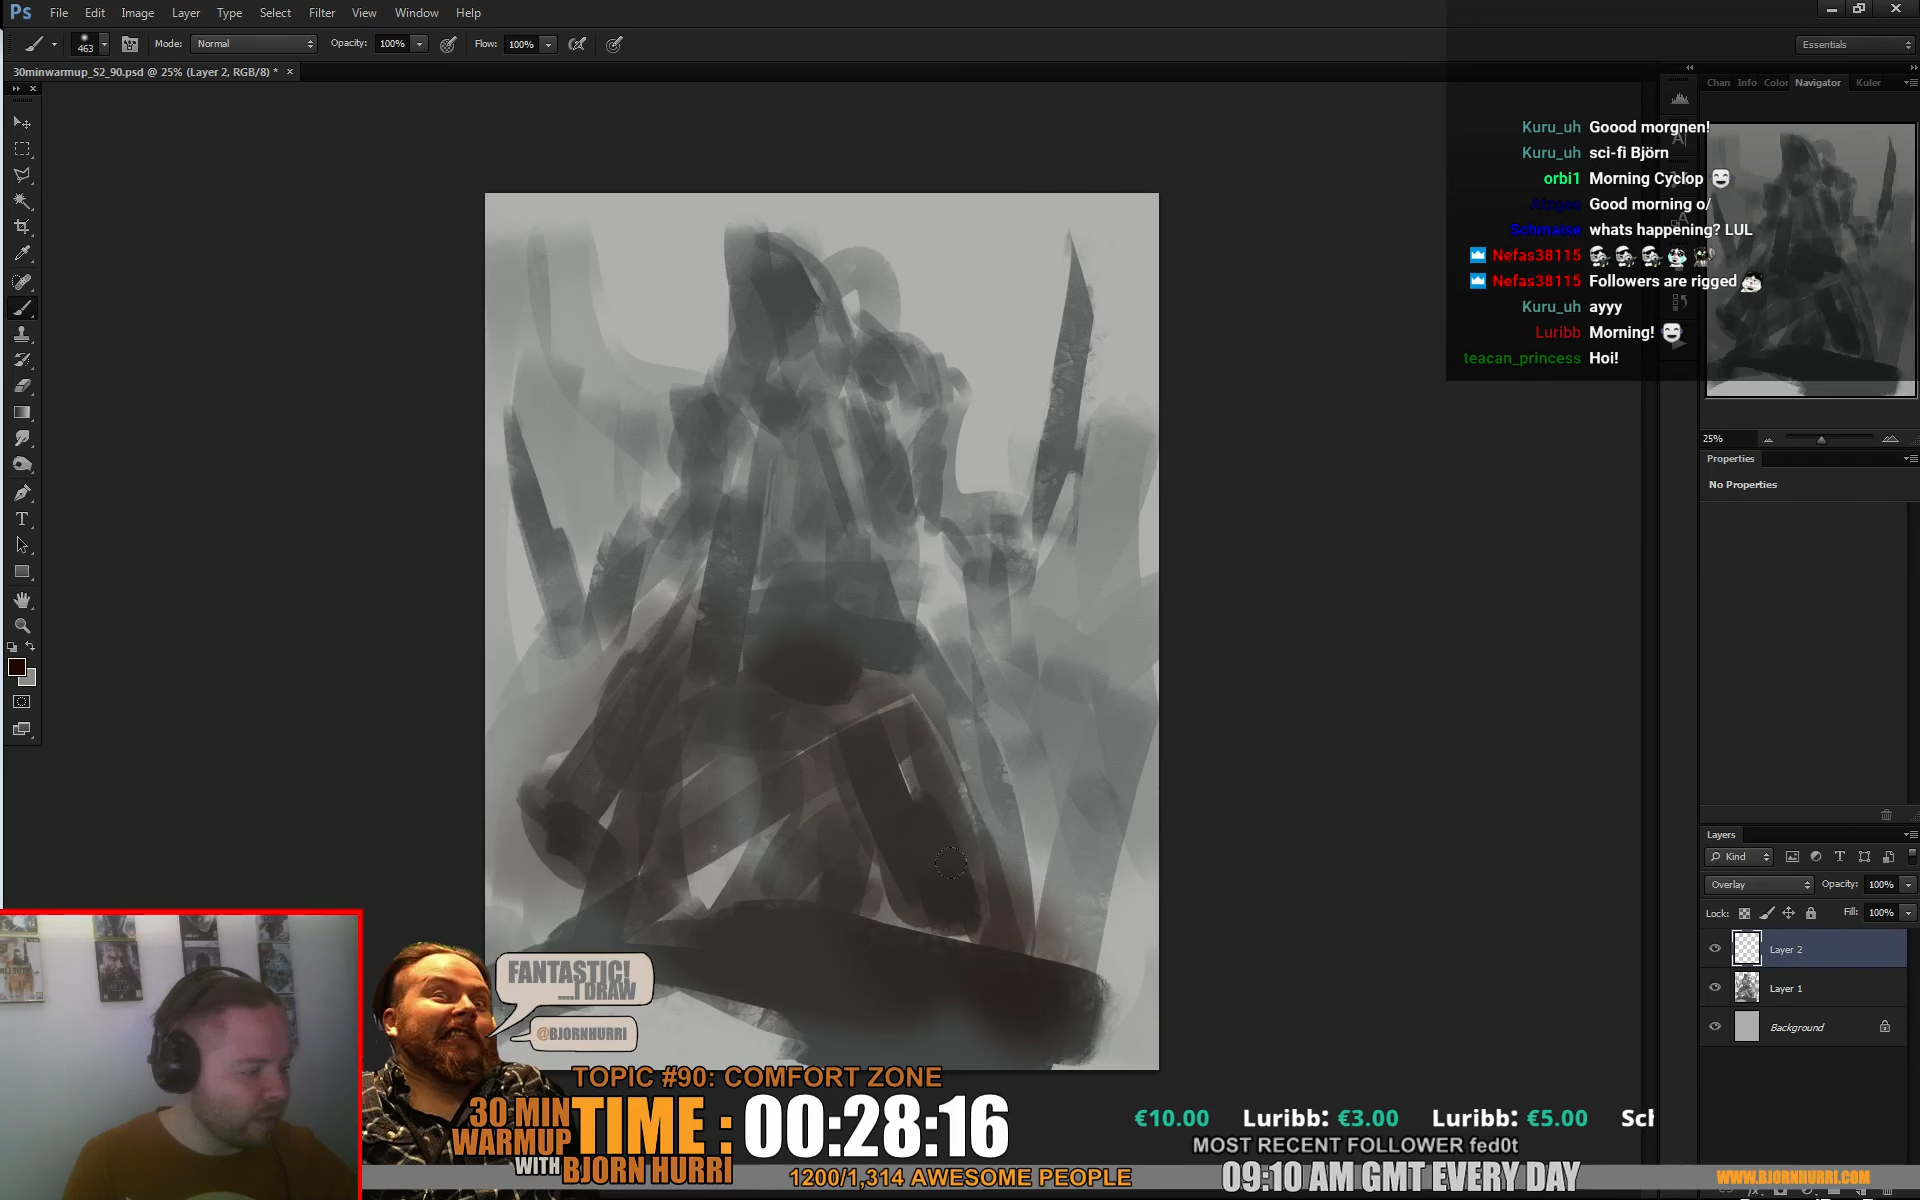 Ps File Edit Image Layer Type Select Filter View Window Help
463 Mode: Normal Opacity: 100% Flow: 100% Essentials
30minwarmup_S2_90.psd @ 25% (Layer 2, RGB/8) * ×
Chan Info Color Navigator Kuler
Kuru_uh Goood morgnen!
Kuru_uh sci-fi Björn
orbi1 Morning Cyclop
Good morning o/
Schmaise whats happening? LUL
Nefas38115
Nefas38115 Followers are rigged
Kuru_uh ayyy
Luribb Morning!
teacan_princess Hoi!
25%
Properties
No Properties
Layers
Kind
Overlay Opacity: 100%
Lock: Fill: 100%
Layer 2
Layer 1
Background
FANTASTIC!
....I DRAW
@BJORNHURRI
TOPIC #90: COMFORT ZONE
30 MIN
WARMUP
WITH BJORN HURRI
TIME : 00:28:16
1200/1,314 AWESOME PEOPLE
€10.00 Luribb: €3.00 Luribb: €5.00 Sch
MOST RECENT FOLLOWER fed0t
09:10 AM GMT EVERY DAY
WWW.BJORNHURRI.COM